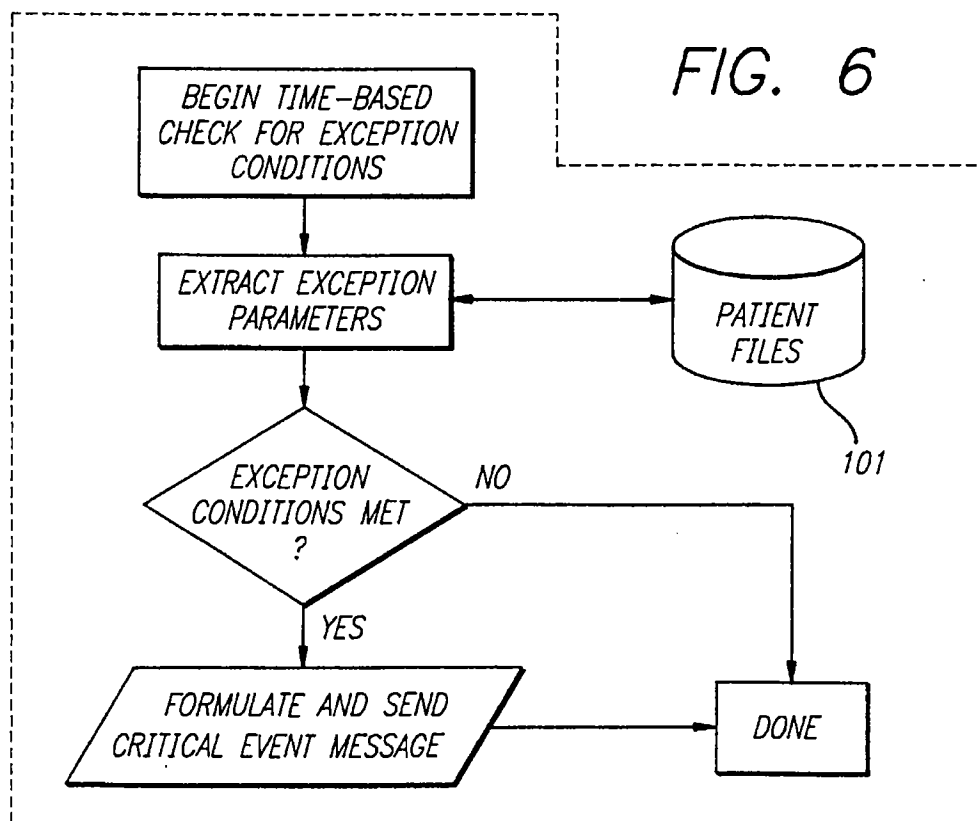 FIG. 6
BEGIN TIME-BASED
CHECK FOR EXCEPTION
CONDITIONS
EXTRACT EXCEPTION
PARAMETERS
PATIENT
FILES
101
EXCEPTION
CONDITIONS MET
?
NO
YES
FORMULATE AND SEND
CRITICAL EVENT MESSAGE
DONE